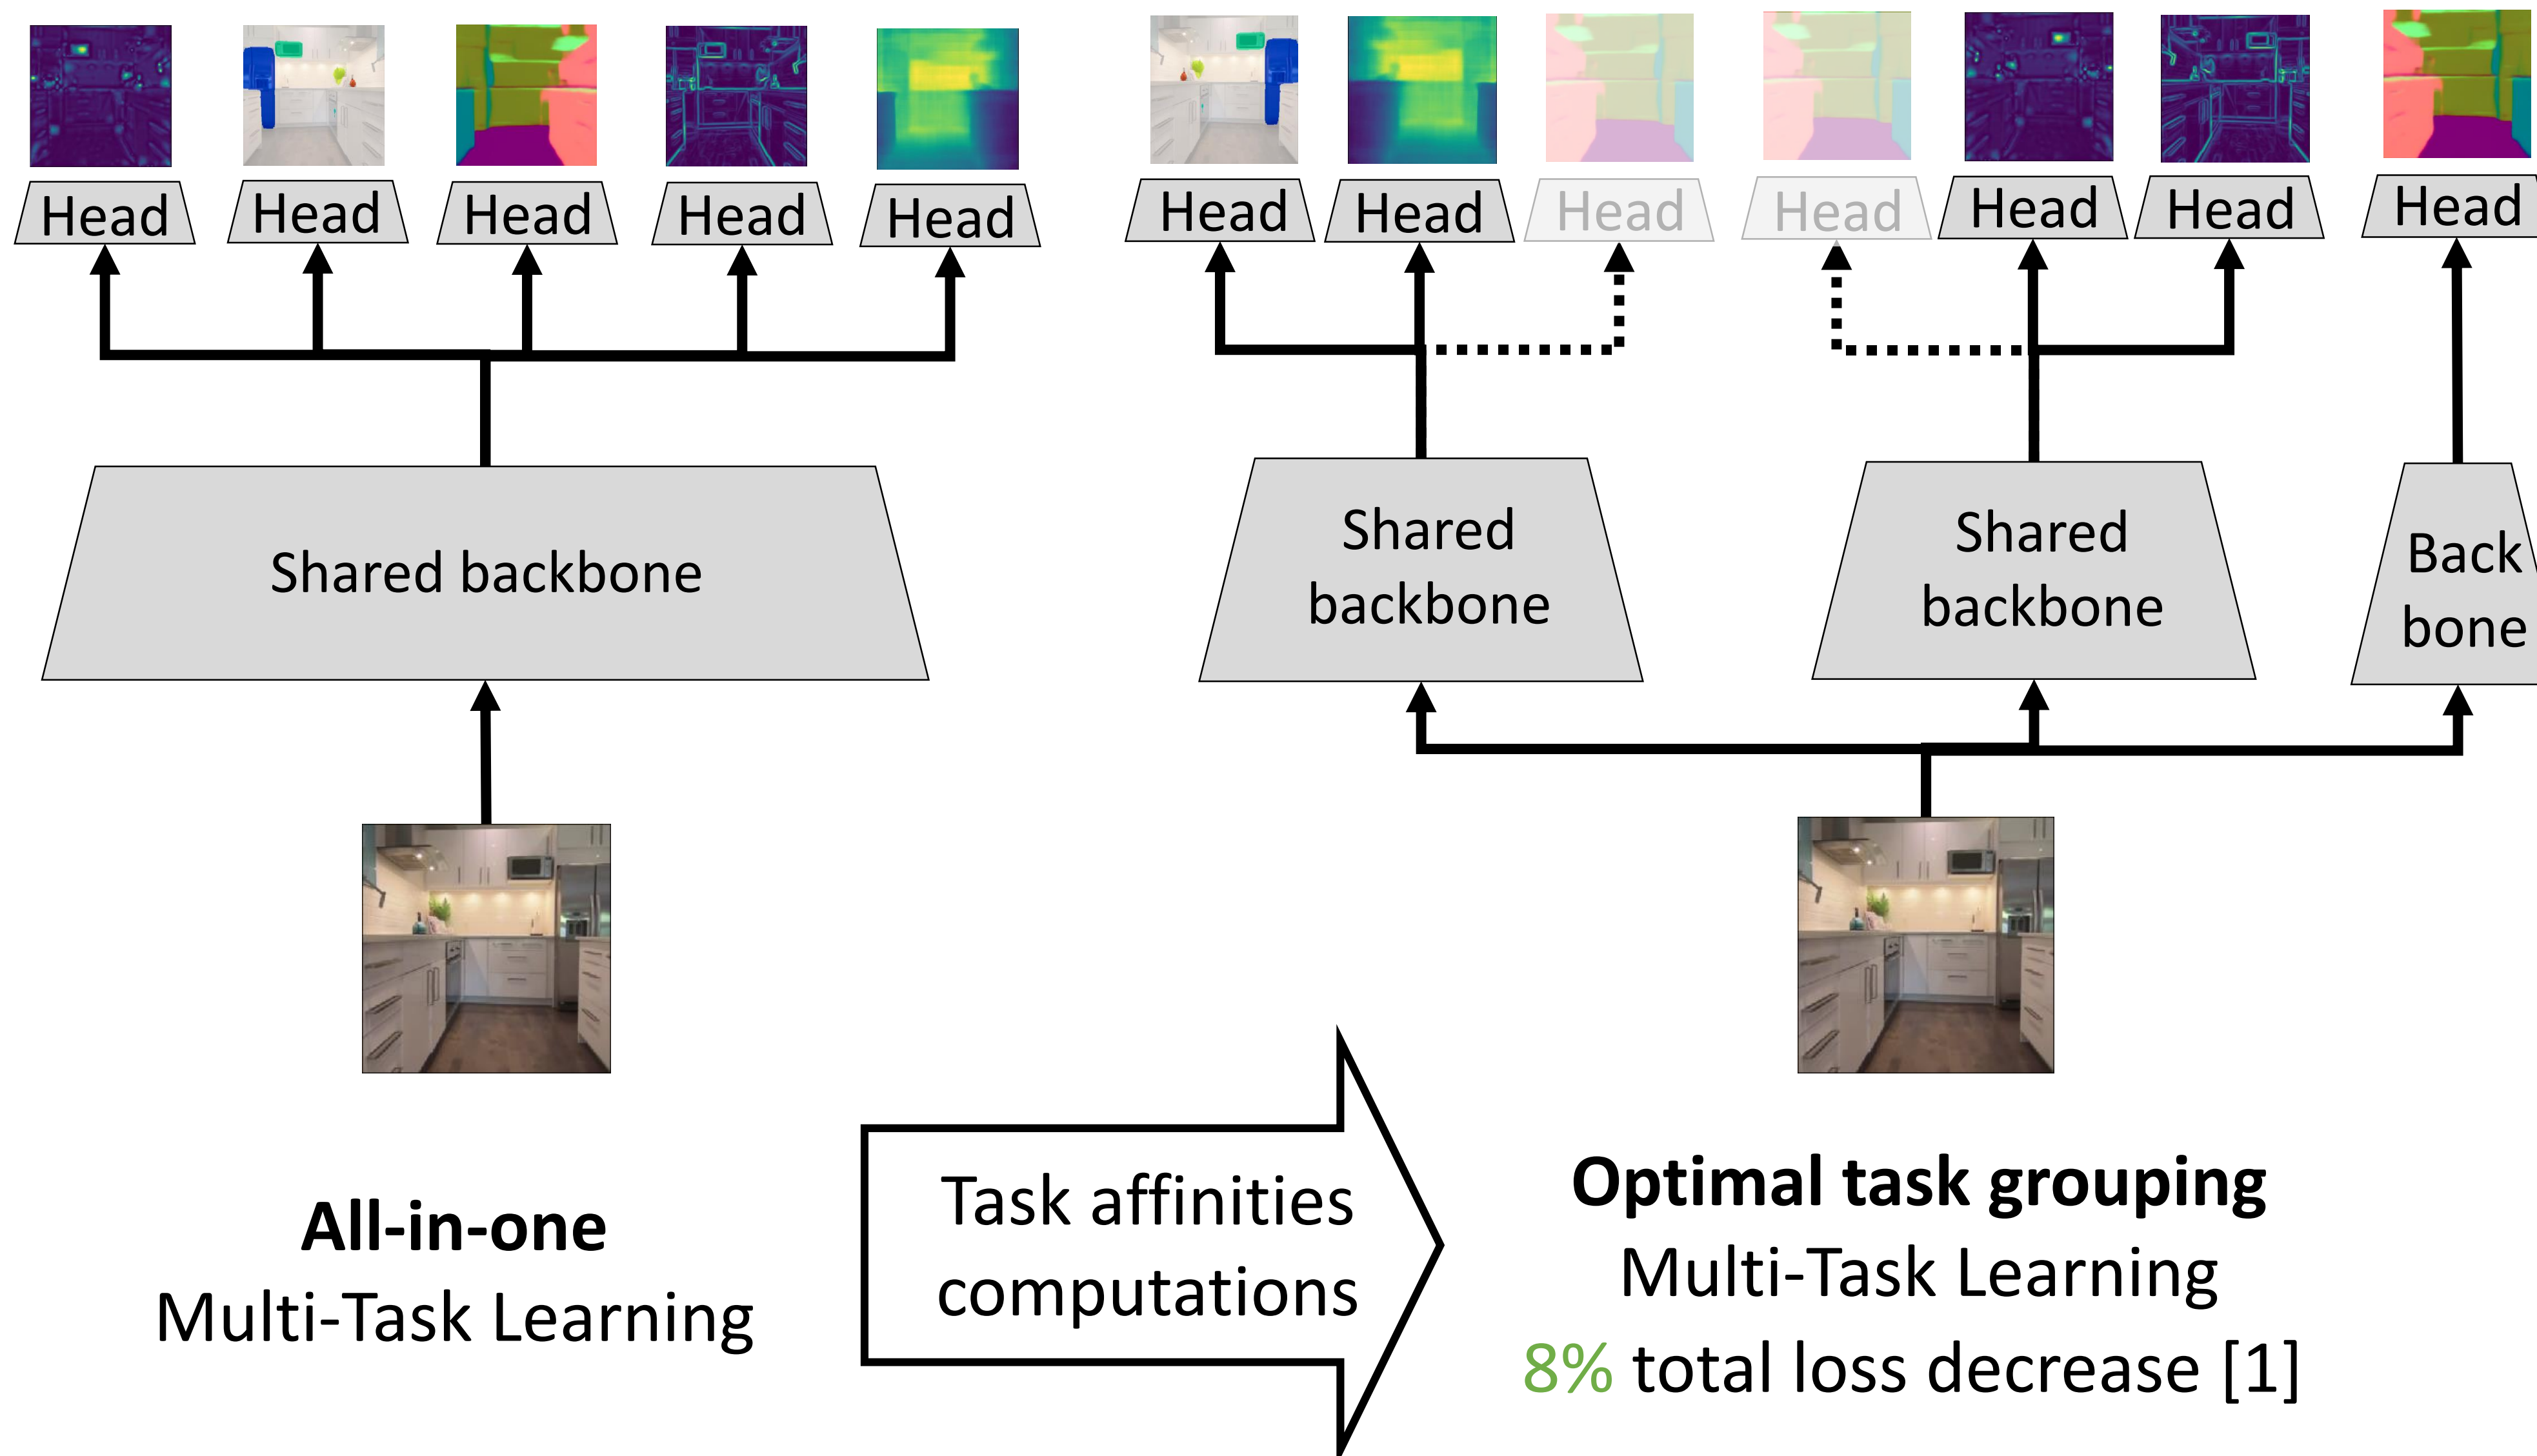 Head
Head
Head
Head
Head
Shared backbone
All-in-one
Multi-Task Learning
Task affinities
computations
Head
Head
Head
Head
Head
Head
Head
Shared
backbone
Shared
backbone
Back
bone
Optimal task grouping
Multi-Task Learning
8% total loss decrease [1]